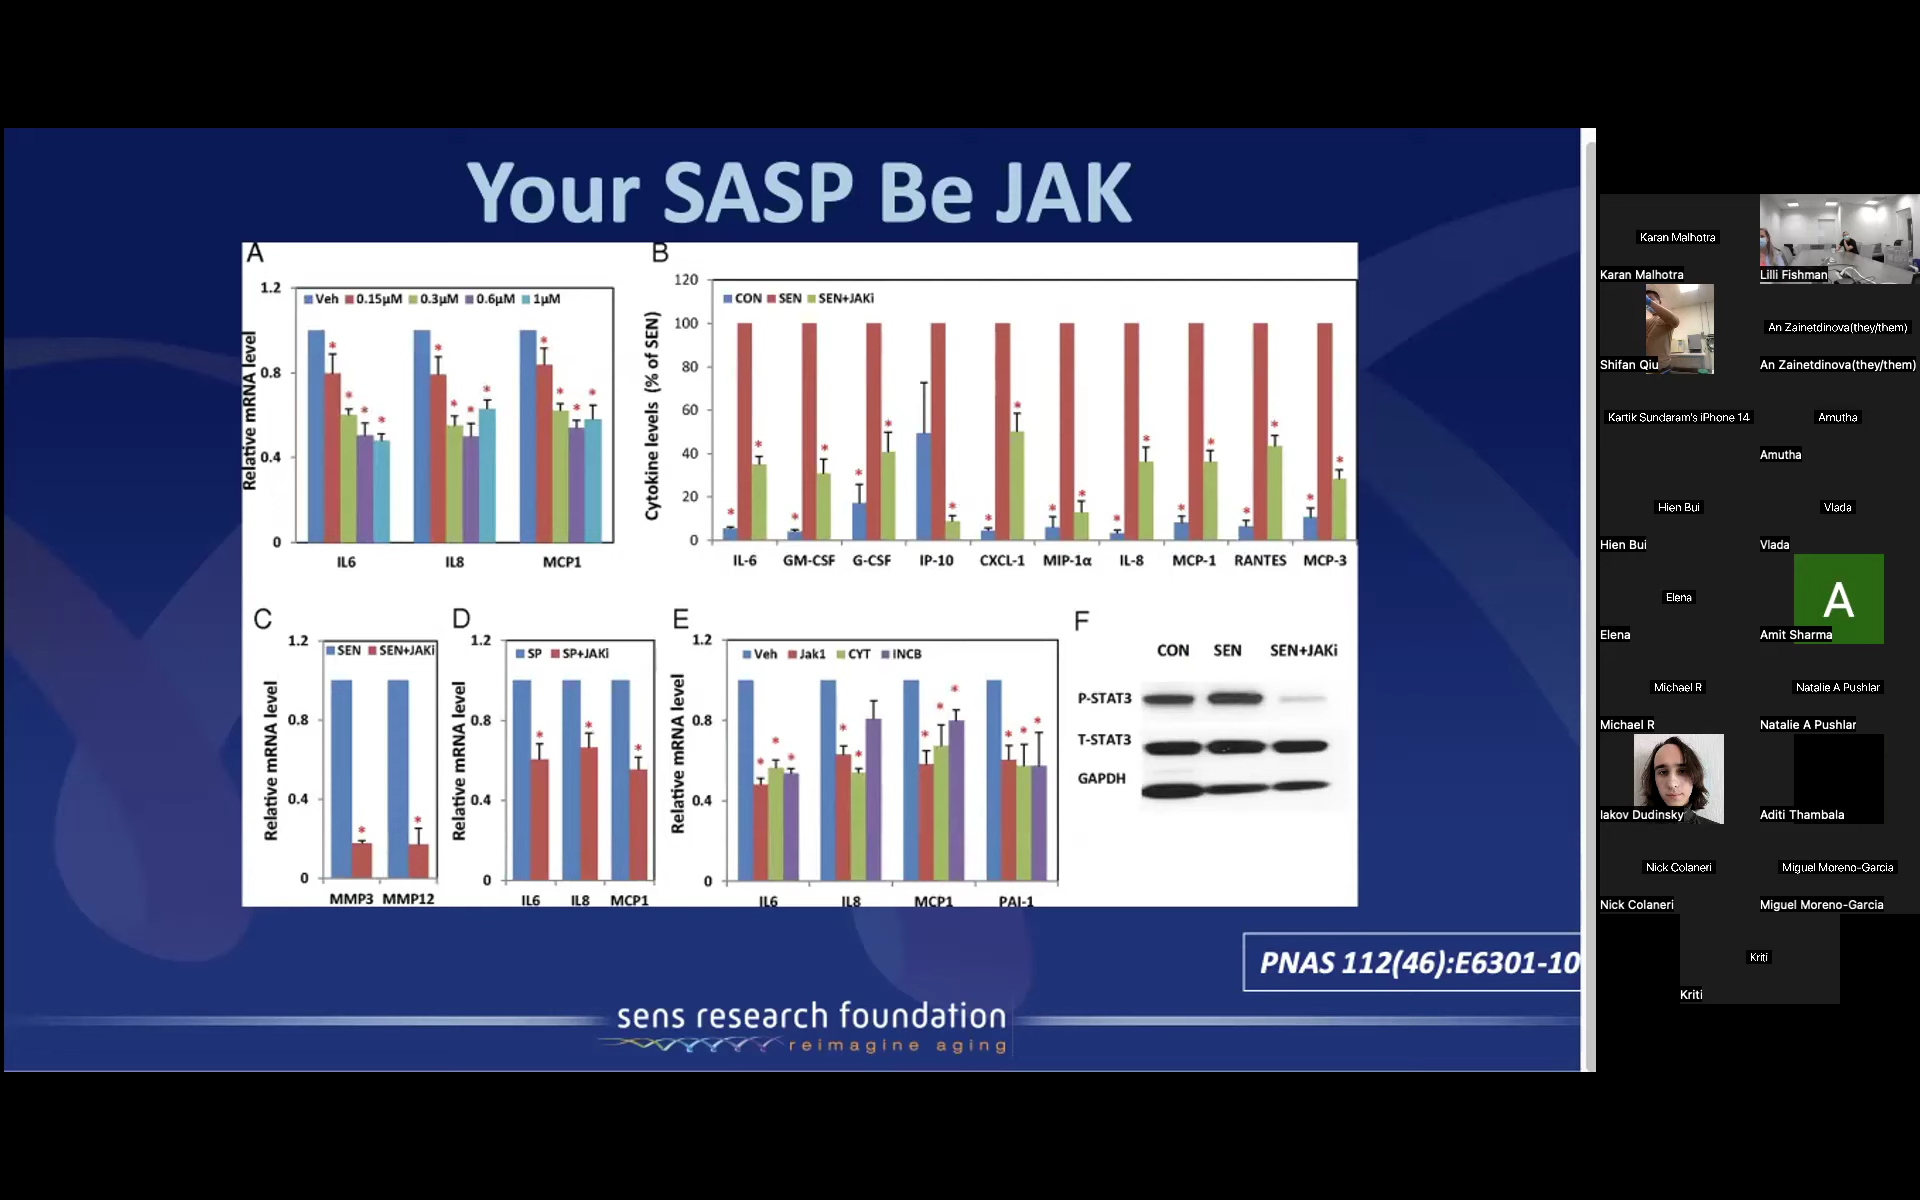 Your SASP Be JAK
A
1.2
0.8
0.4
0
Relative mRNA level
Veh 0.15µM 0.3µM 0.6µM 1µM
IL6 IL8 MCP1
B
120
100
80
60
40
20
0
Cytokine levels (% of SEN)
CON SEN SEN+JAKi
IL-6 GM-CSF G-CSF IP-10 CXCL-1 MIP-1α IL-8 MCP-1 RANTES MCP-3
C
1.2
0.8
0.4
0
Relative mRNA level
SEN SEN+JAKi
MMP3 MMP12
D
1.2
0.8
0.4
0
Relative mRNA level
SP SP+JAKi
IL6 IL8 MCP1
E
1.2
0.8
0.4
0
Relative mRNA level
Veh Jak1 CYT INCB
IL6 IL8 MCP1 PAI-1
F
CON SEN SEN+JAKi
P-STAT3
T-STAT3
GAPDH
PNAS 112(46):E6301-10
sens research foundation
reimagine aging
Karan Malhotra
Karan Malhotra
Lilli Fishman
Shifan Qiu
An Zainetdinova(they/them)
An Zainetdinova(they/them)
Kartik Sundaram's iPhone 14
Amutha
Amutha
Hien Bui
Hien Bui
Vlada
Vlada
Elena
Elena
A
Amit Sharma
Michael R
Michael R
Natalie A Pushlar
Natalie A Pushlar
Iakov Dudinsky
Aditi Thambala
Nick Colaneri
Nick Colaneri
Miguel Moreno-Garcia
Miguel Moreno-Garcia
Kriti
Kriti